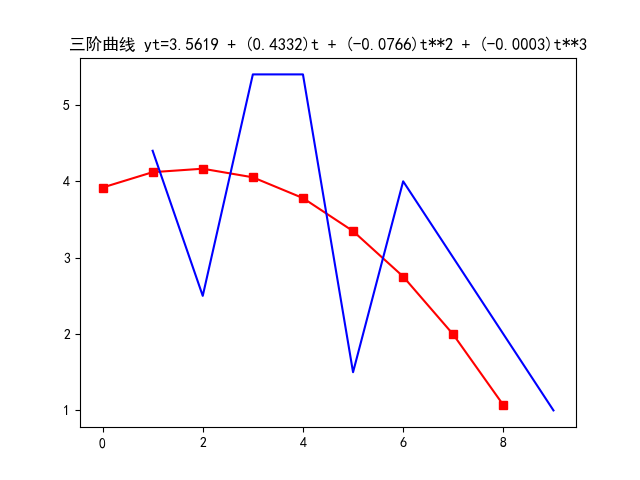 三阶曲线 yt=3.5619 + (0.4332)t + (-0.0766)t**2 + (-0.0003)t**3
5
4
3
2
1
0 2 4 6 8